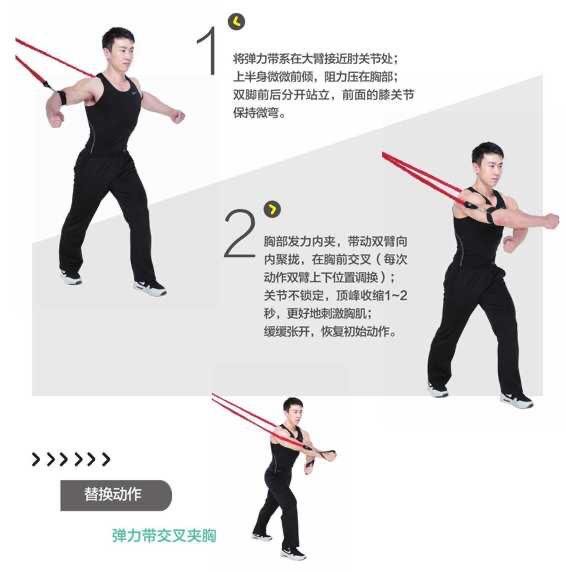 1
将弹力带系在大臂接近肘关节处；
上半身微微前倾，阻力压在胸部；
双脚前后分开站立，前面的膝关节
保持微弯。
2
胸部发力内夹，带动双臂向
内聚拢，在胸前交叉（每次
动作双臂上下位置调换）；
关节不锁定，顶峰收缩1~2
秒，更好地刺激胸肌；
缓缓张开，恢复初始动作。
替换动作
弹力带交叉夹胸